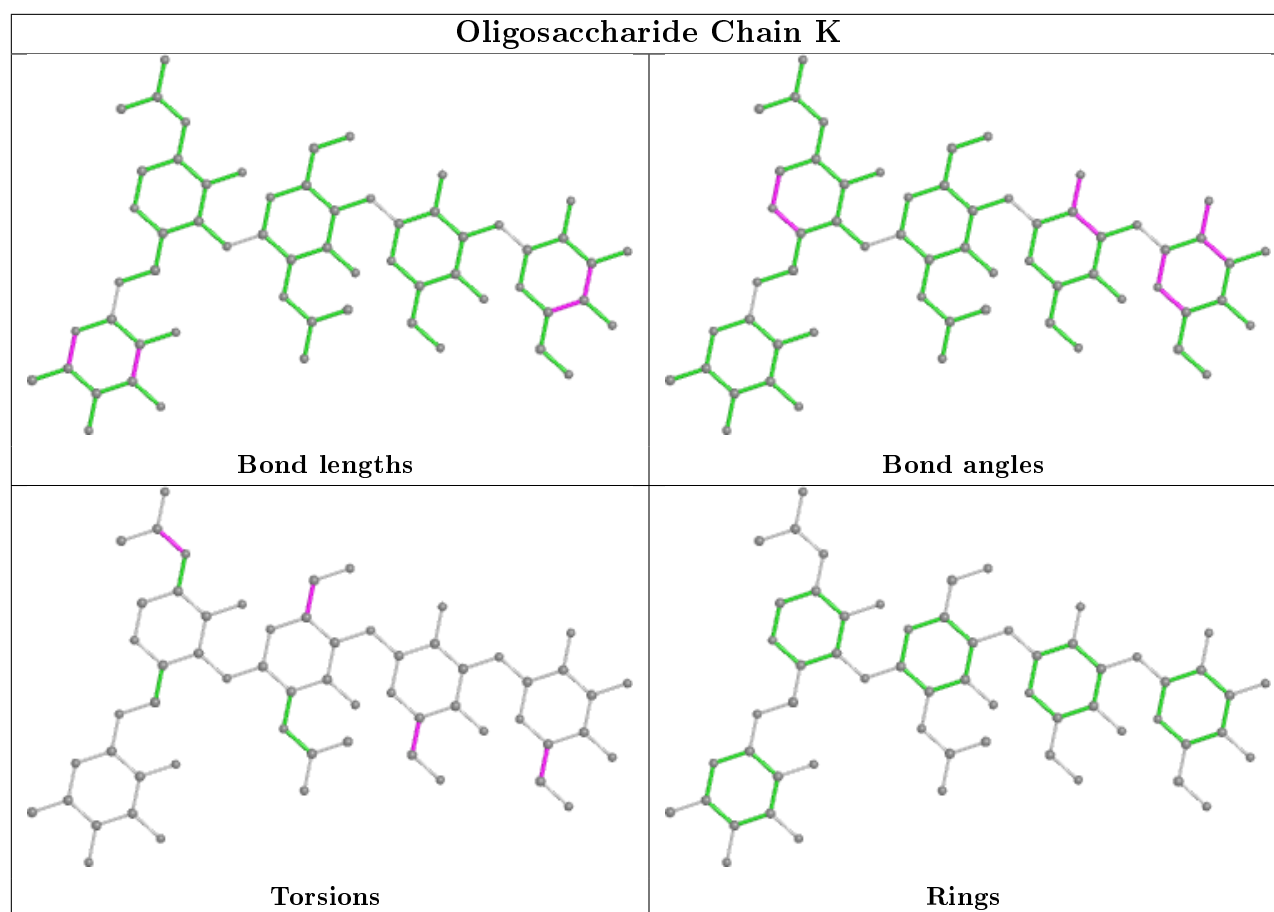 Oligosaccharide Chain K
Bond lengths
Bond angles
Torsions
Rings